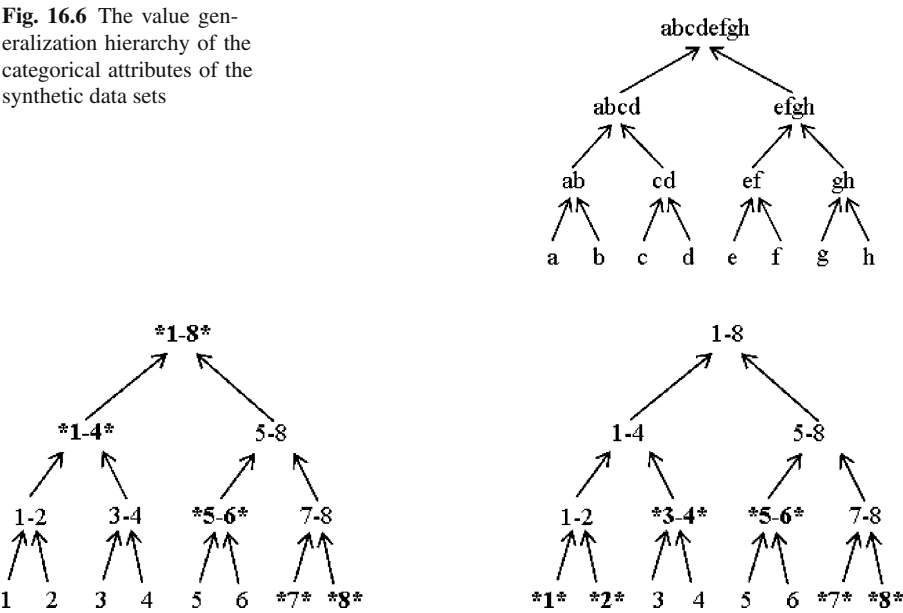 Fig. 16.6 The value gen-
eralization hierarchy of the
categorical attributes of the
synthetic data sets
abcdefgh
abcd efgh
ab cd ef gh
a b c d e f g h
*1-8*
*1-4* 5-8
1-2 3-4 *5-6* 7-8
1 2 3 4 5 6 *7* *8*
1-8
1-4 5-8
1-2 *3-4* *5-6* 7-8
*1* *2* 3 4 5 6 *7* *8*